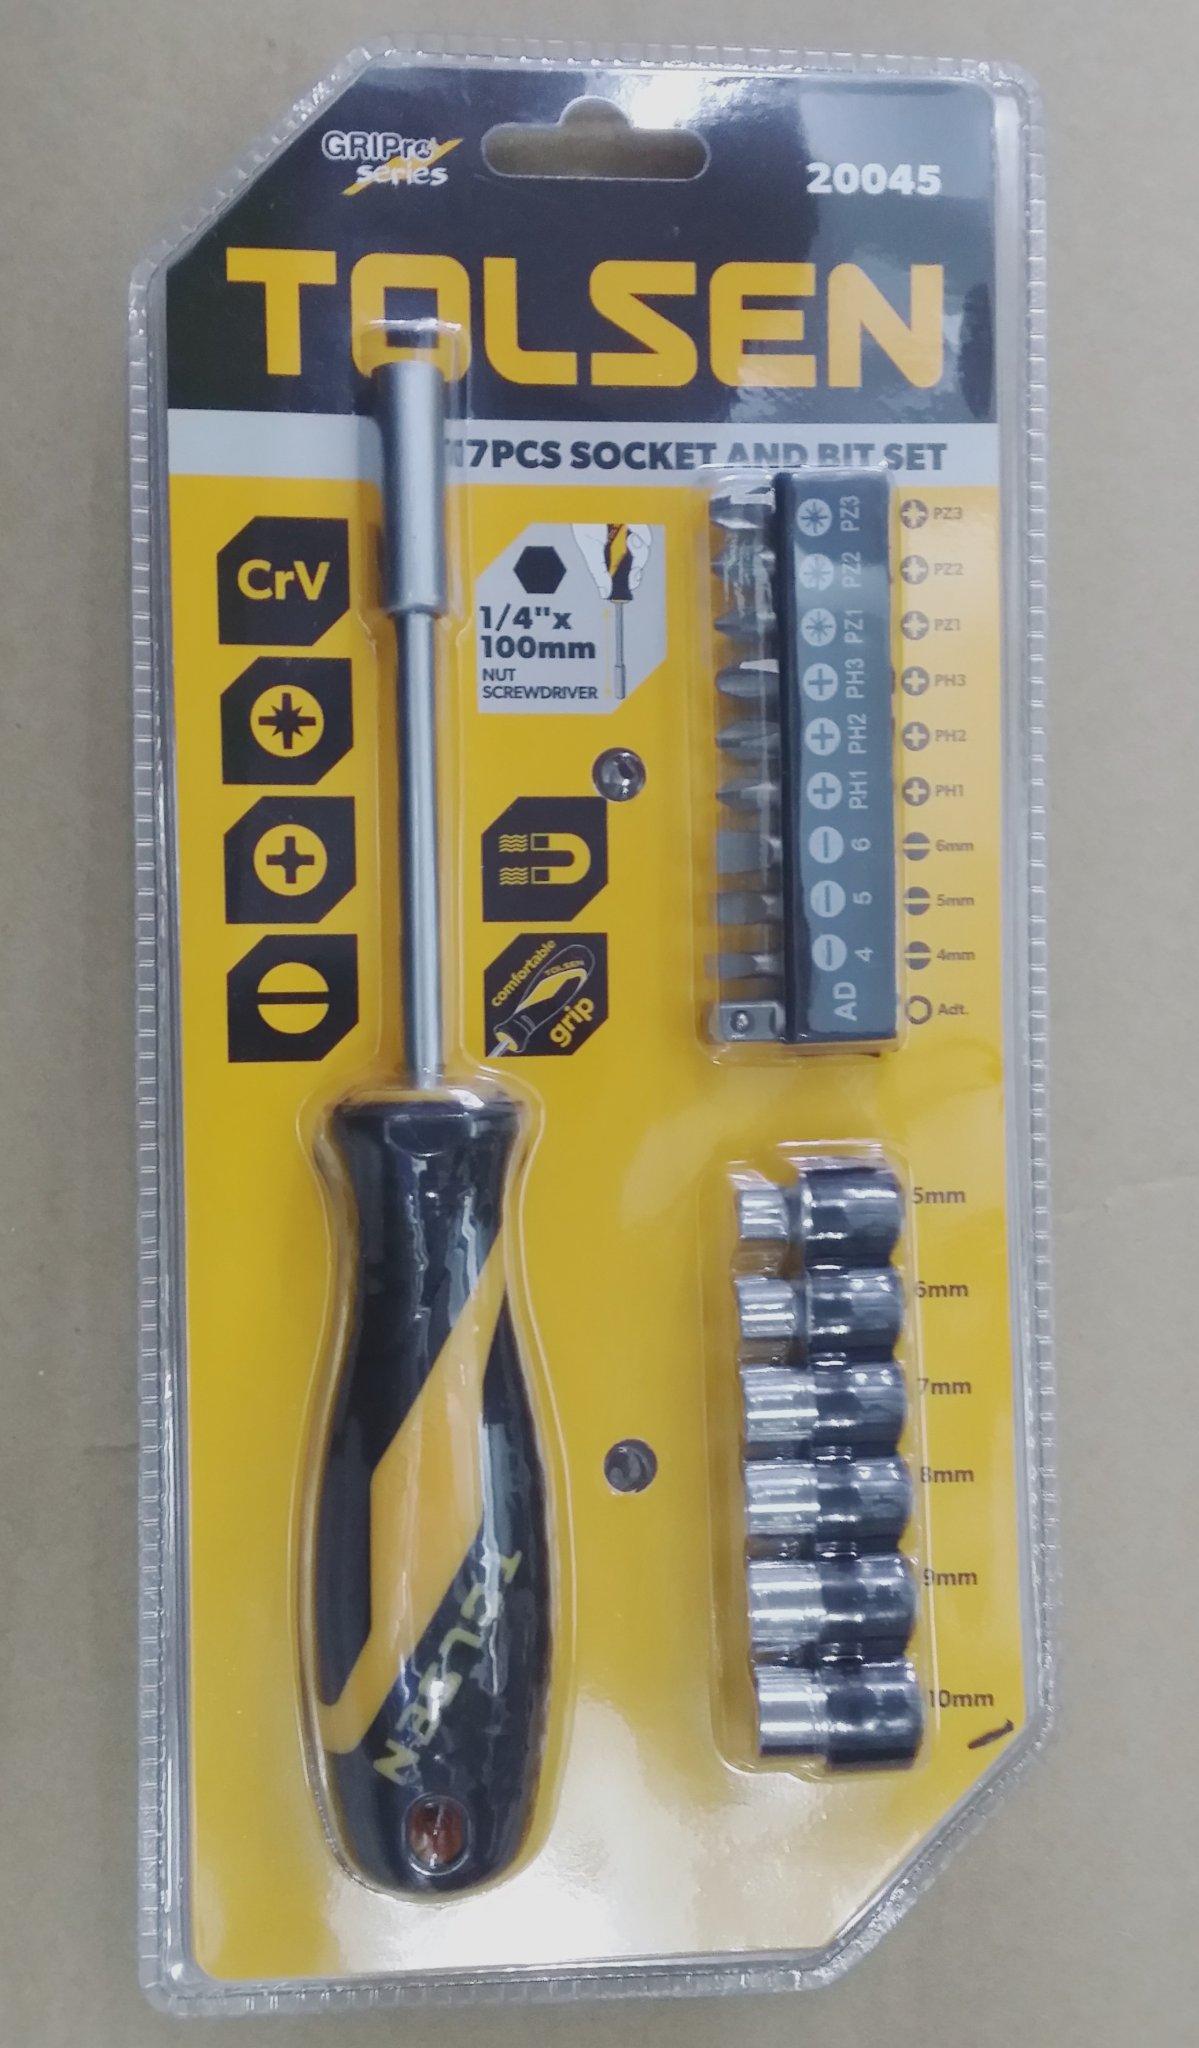 GRIPro
series
20045
TOLSEN
17PCS SOCKET AND BIT SET
CrV
1/4"x
100mm
NUT
SCREWDRIVER
comfortable
TOLSEN
grip
PZ3
PZ2
PZ1
PH3
PH2
PH1
6
5
4
AD
PZ3
PZ2
PZ1
PH3
PH2
PH1
6mm
5mm
4mm
Adt.
5mm
6mm
7mm
8mm
9mm
10mm
TOLSEN